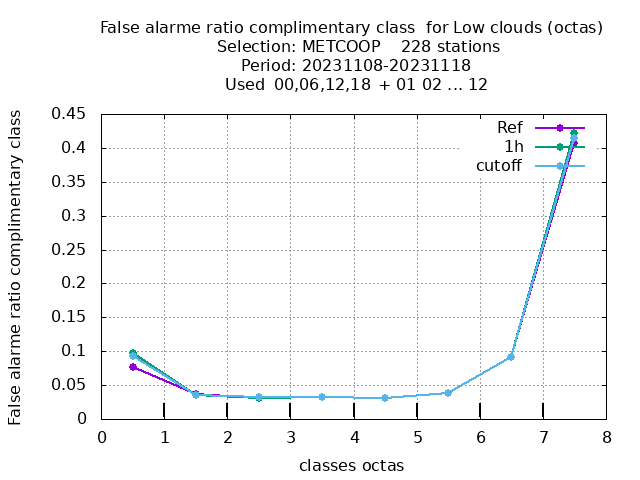 False alarme ratio complimentary class  for Low clouds (octas)
Selection: METCOOP    228 stations
Period: 20231108-20231118
Used  00,06,12,18 + 01 02 ... 12
False alarme ratio complimentary class
0.45
0.4
0.35
0.3
0.25
0.2
0.15
0.1
0.05
0
Ref
1h
cutoff
0 1 2 3 4 5 6 7 8
classes octas